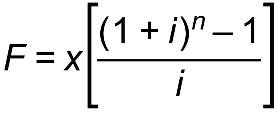 F = x[((1 + i)ⁿ – 1)/i]